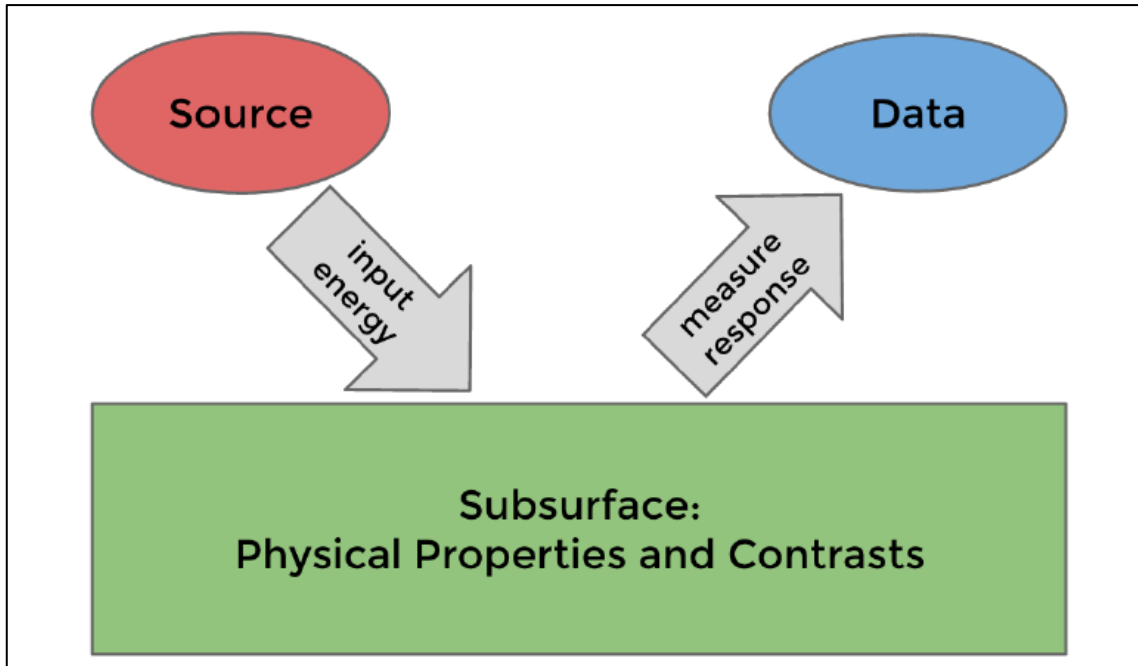 Source
Data
input
energy
measure
response
Subsurface:
Physical Properties and Contrasts